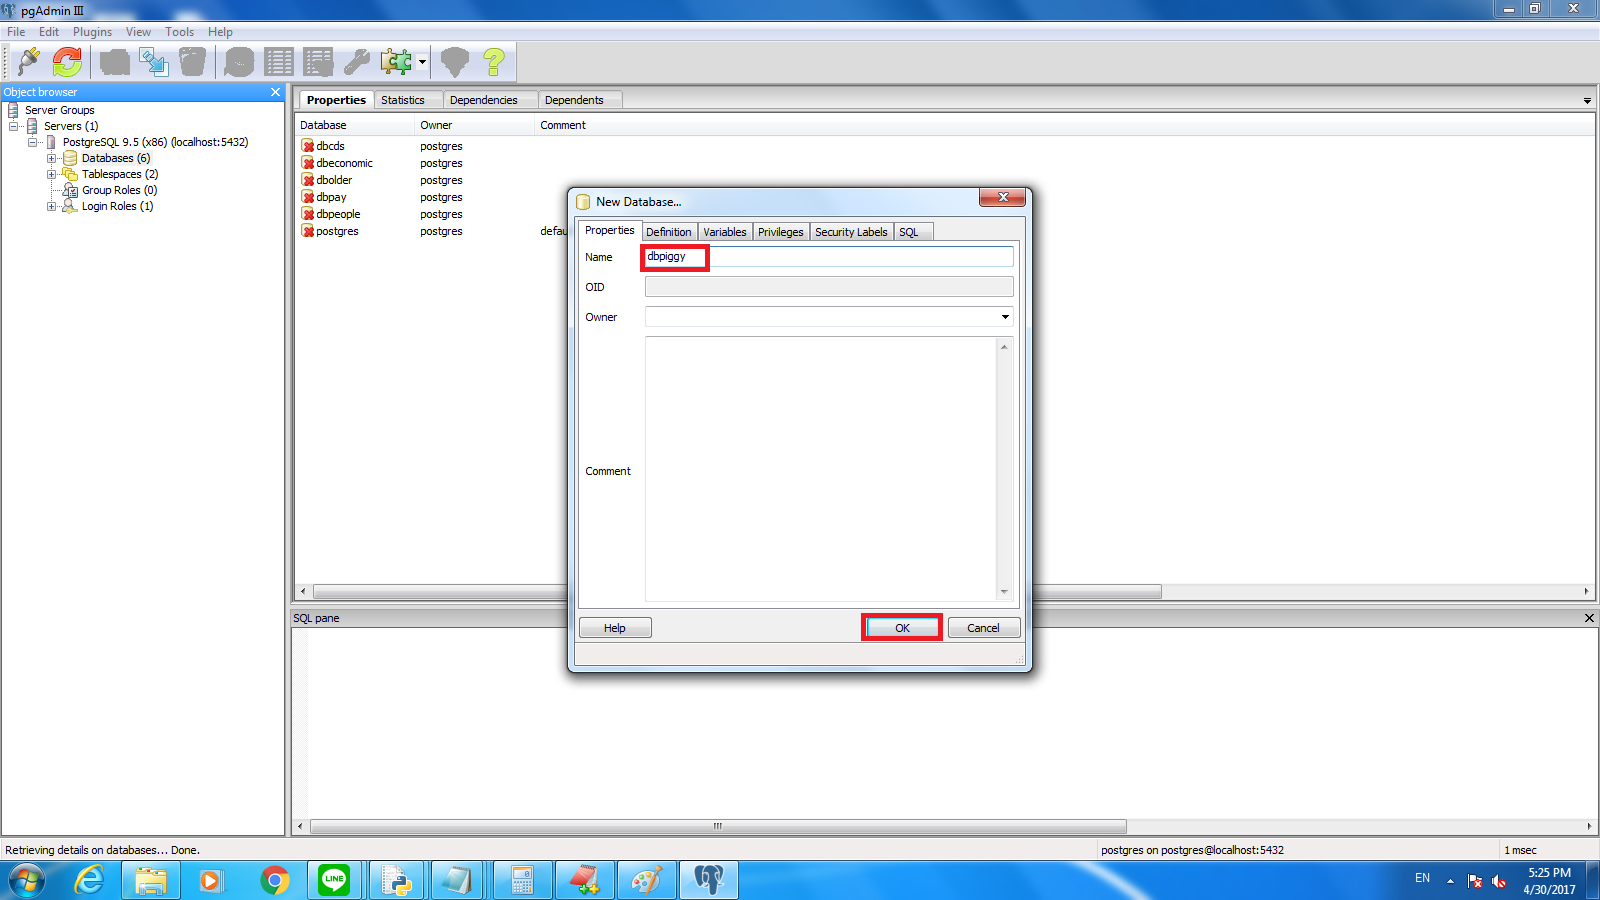 pgAdmin III
File Edit Plugins View Tools Help
Object browser
Server Groups
Servers (1)
PostgreSQL 9.5 (x86) (localhost:5432)
Databases (6)
Tablespaces (2)
Group Roles (0)
Login Roles (1)
Properties Statistics Dependencies Dependents
Database Owner Comment
dbcds postgres
dbeconomic postgres
dbolder postgres
dbpay postgres
dbpeople postgres
postgres postgres defau
New Database...
Properties Definition Variables Privileges Security Labels SQL
Name dbpiggy
OID
Owner
Comment
Help OK Cancel
SQL pane
Retrieving details on databases... Done. postgres on postgres@localhost:5432 1 msec
LINE
EN
5:25 PM
4/30/2017